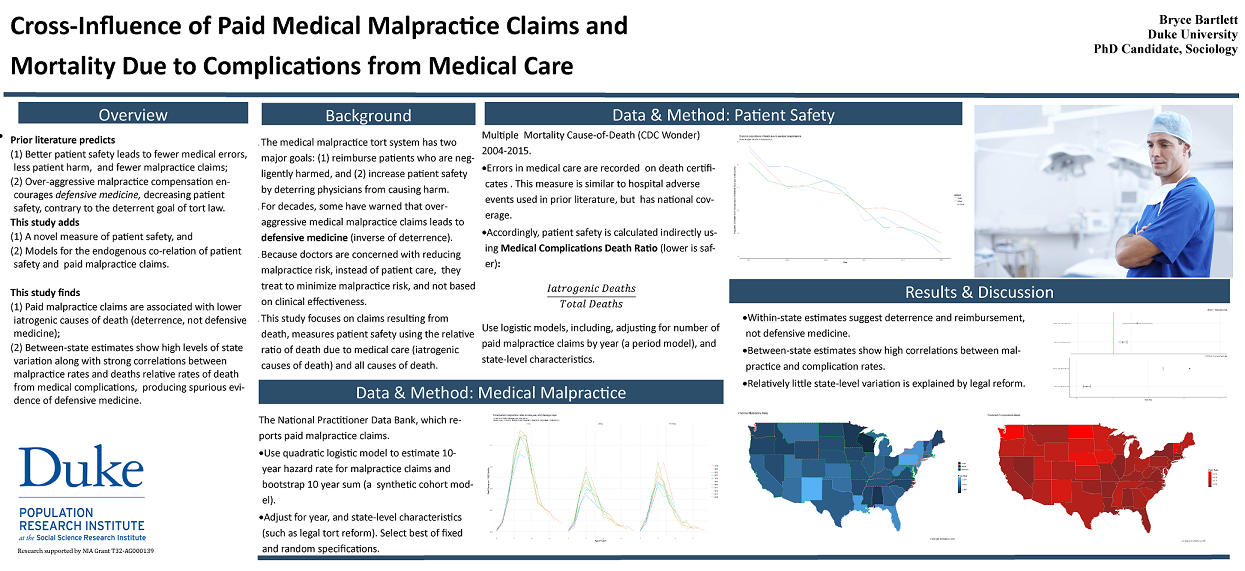 Cross-Influence of Paid Medical Malpractice Claims and
Mortality Due to Complications from Medical Care
Bryce Bartlett
Duke University
PhD Candidate, Sociology
Overview
Prior literature predicts
(1) Better patient safety leads to fewer medical errors,
less patient harm, and fewer malpractice claims;
(2) Over-aggressive malpractice compensation en-
courages defensive medicine, decreasing patient
safety, contrary to the deterrent goal of tort law.
This study adds
(1) A novel measure of patient safety, and
(2) Models for the endogenous co-relation of patient
safety and paid malpractice claims.
This study finds
(1) Paid malpractice claims are associated with lower
iatrogenic causes of death (deterrence, not defensive
medicine);
(2) Between-state estimates show high levels of state
variation along with strong correlations between
malpractice rates and deaths relative rates of death
from medical complications, producing spurious evi-
dence of defensive medicine.
Duke
POPULATION
RESEARCH INSTITUTE
at the Social Science Research Institute
Research supported by NIA Grant T32-AG000139
Background
The medical malpractice tort system has two
major goals: (1) reimburse patients who are neg-
ligently harmed, and (2) increase patient safety
by deterring physicians from causing harm.
For decades, some have warned that over-
aggressive medical malpractice claims leads to
defensive medicine (inverse of deterrence).
Because doctors are concerned with reducing
malpractice risk, instead of patient care, they
treat to minimize malpractice risk, and not based
on clinical effectiveness.
This study focuses on claims resulting from
death, measures patient safety using the relative
ratio of death due to medical care (iatrogenic
causes of death) and all causes of death.
Data & Method: Patient Safety
Multiple Mortality Cause-of-Death (CDC Wonder)
2004-2015.
•Errors in medical care are recorded on death certifi-
cates . This measure is similar to hospital adverse
events used in prior literature, but has national cov-
erage.
•Accordingly, patient safety is calculated indirectly us-
ing Medical Complications Death Ratio (lower is saf-
er):
Iatrogenic Deaths
Total Deaths
Use logistic models, including, adjusting for number of
paid malpractice claims by year (a period model), and
state-level characteristics.
Data & Method: Medical Malpractice
The National Practitioner Data Bank, which re-
ports paid malpractice claims.
•Use quadratic logistic model to estimate 10-
year hazard rate for malpractice claims and
bootstrap 10 year sum (a synthetic cohort mod-
el).
•Adjust for year, and state-level characteristics
(such as legal tort reform). Select best of fixed
and random specifications.
Results & Discussion
•Within-state estimates suggest deterrence and reimbursement,
not defensive medicine.
•Between-state estimates show high correlations between mal-
practice and complication rates.
•Relatively little state-level variation is explained by legal reform.